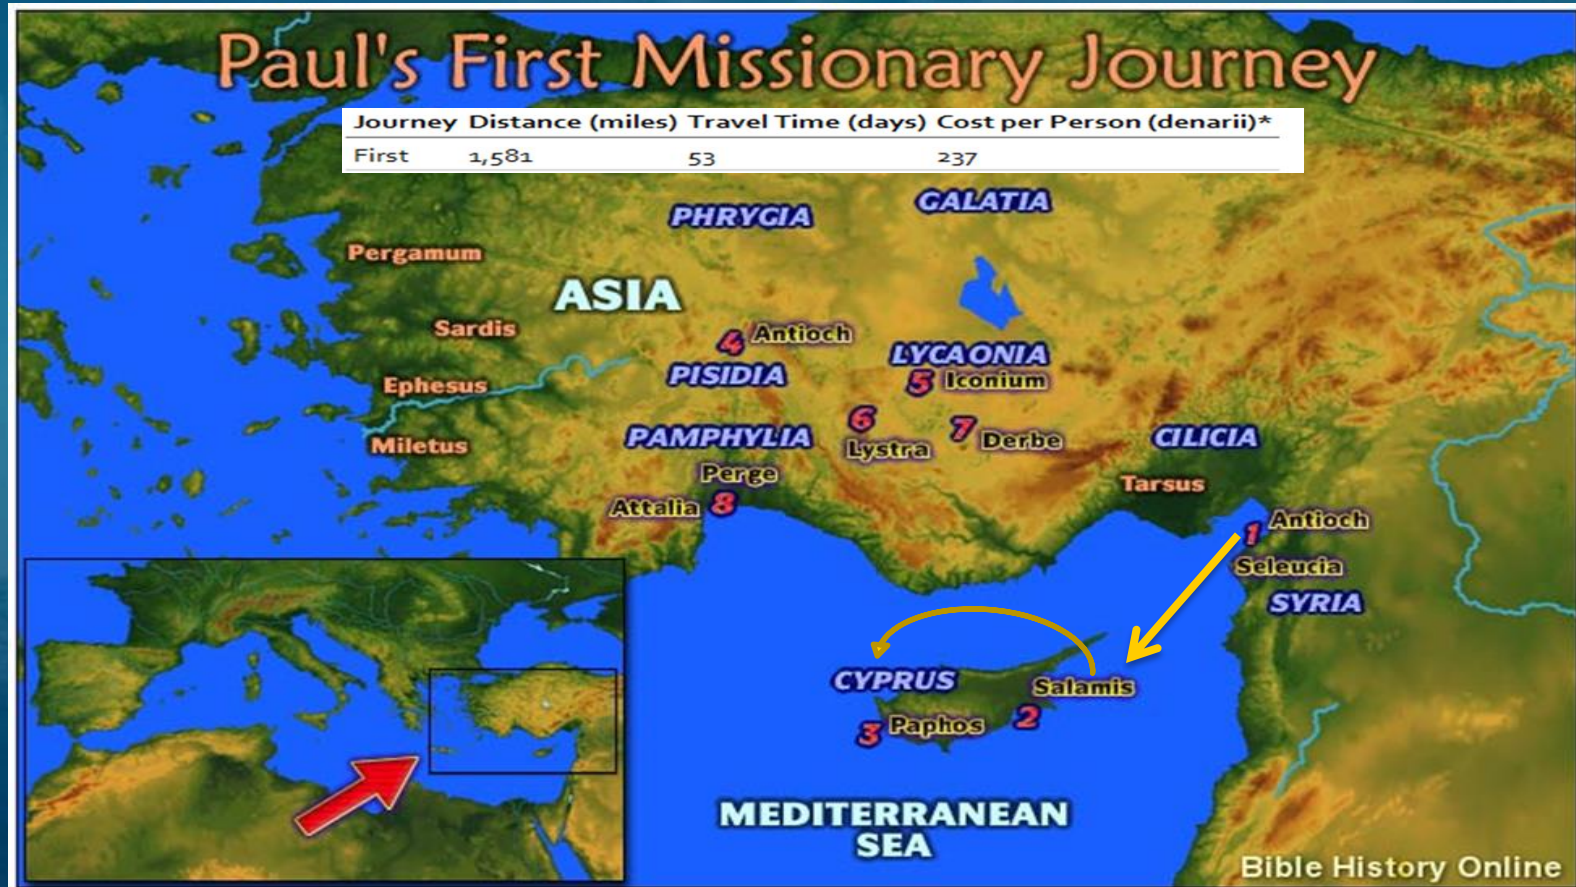 Paul's First Missionary Journey
Journey Distance (miles) Travel Time (days) Cost per Person (denarii)*
First 1,581 53 237
GALATIA
PHRYGIA
Pergamum
ASIA
Sardis
4 Antioch
LYCAONIA
PISIDIA
5 Iconium
Ephesus
6
Lystra
7 Derbe
PAMPHYLIA
CILICIA
Miletus
Perge
Tarsus
Attalia 8
1 Antioch
Seleucia
SYRIA
CYPRUS
Salamis
2
3 Paphos
MEDITERRANEAN
SEA
Bible History Online